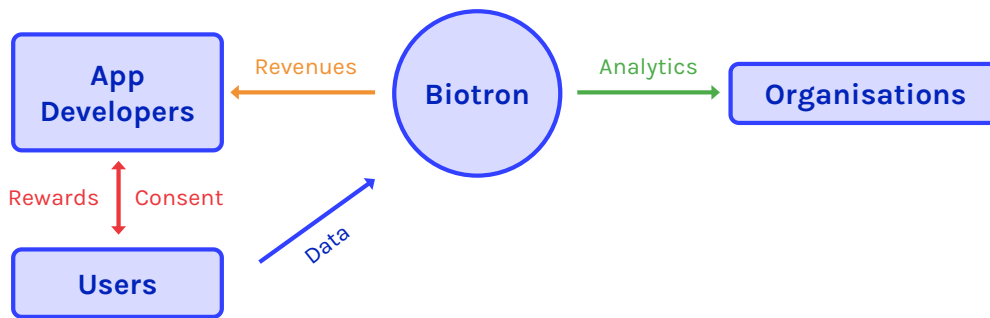 App
Developers
Revenues
Biotron
Analytics
Organisations
Rewards
Consent
Data
Users